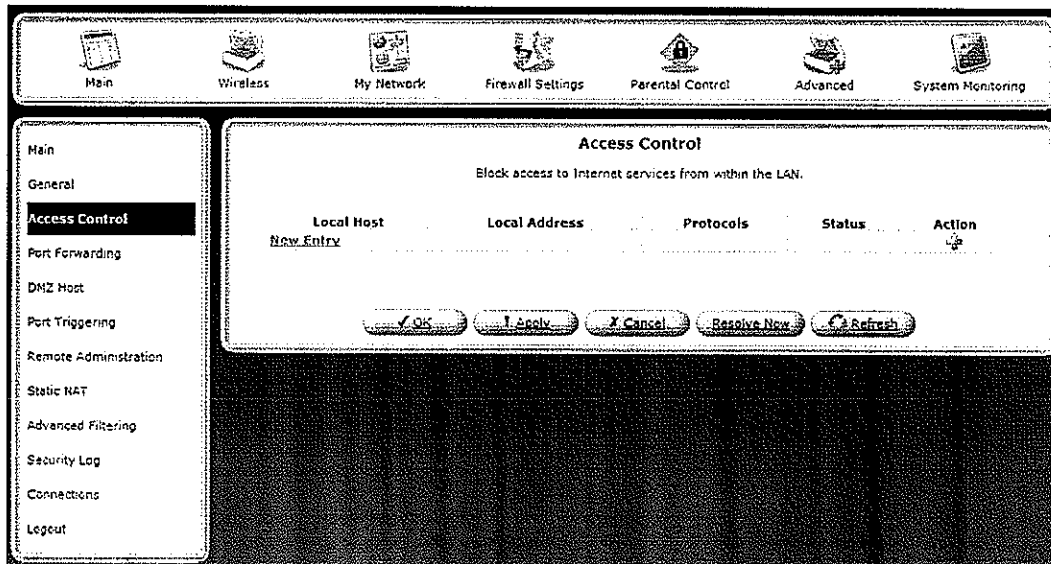 Main Wireless My Network Firewall Settings Parental Control Advanced System Monitoring
Main
General
Access Control
Port Forwarding
DMZ Host
Port Triggering
Remote Administration
Static NAT
Advanced Filtering
Security Log
Connections
Logout
Access Control
Block access to Internet services from within the LAN.
Local Host Local Address Protocols Status Action
New Entry
✓ OK ! Apply X Cancel Resolve Now Refresh